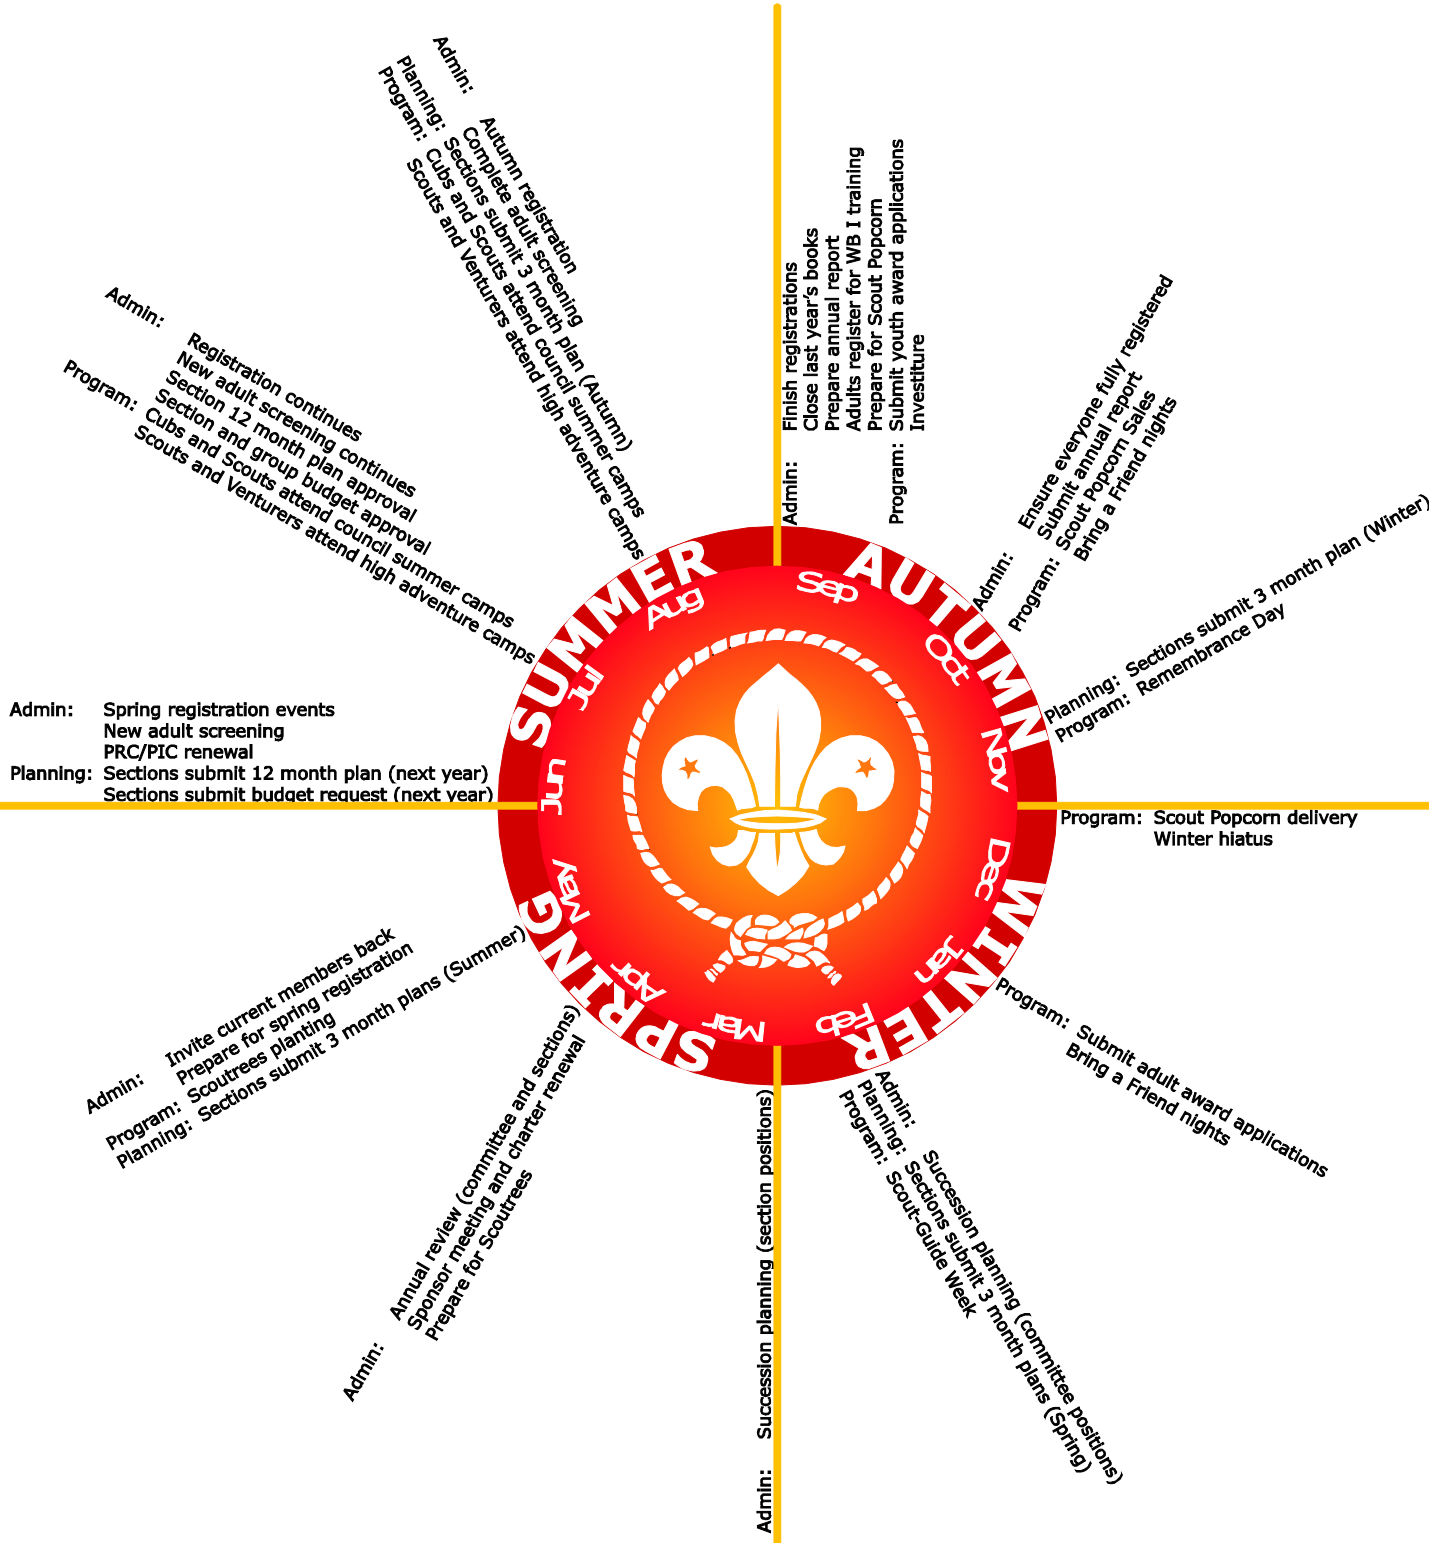 SUMMER
AUTUMN
WINTER
SPRING
Sep
Oct
Nov
Dec
Jan
Feb
Mar
Apr
May
Jun
Jul
Aug
Admin: Finish registrations
Close last year's books
Prepare annual report
Adults register for WB I training
Prepare for Scout Popcorn
Program: Submit youth award applications
Investiture
Admin: Ensure everyone fully registered
Submit annual report
Program: Scout Popcorn Sales
Bring a Friend nights
Planning: Sections submit 3 month plan (Winter)
Program: Remembrance Day
Program: Scout Popcorn delivery
Winter hiatus
Program: Submit adult award applications
Bring a Friend nights
Admin: Succession planning (committee positions)
Planning: Sections submit 3 month plans (Spring)
Program: Scout-Guide Week
Admin: Succession planning (section positions)
Admin: Annual review (committee and sections)
Sponsor meeting and charter renewal
Prepare for Scoutrees
Admin: Invite current members back
Prepare for spring registration
Program: Scoutrees planting
Planning: Sections submit 3 month plans (Summer)
Admin: Spring registration events
New adult screening
PRC/PIC renewal
Planning: Sections submit 12 month plan (next year)
Sections submit budget request (next year)
Admin: Registration continues
New adult screening continues
Section 12 month plan approval
Section and group budget approval
Program: Cubs and Scouts attend council summer camps
Scouts and Venturers attend high adventure camps
Admin: Autumn registration
Complete adult screening
Planning: Sections submit 3 month plan (Autumn)
Program: Cubs and Scouts attend council summer camps
Scouts and Venturers attend high adventure camps